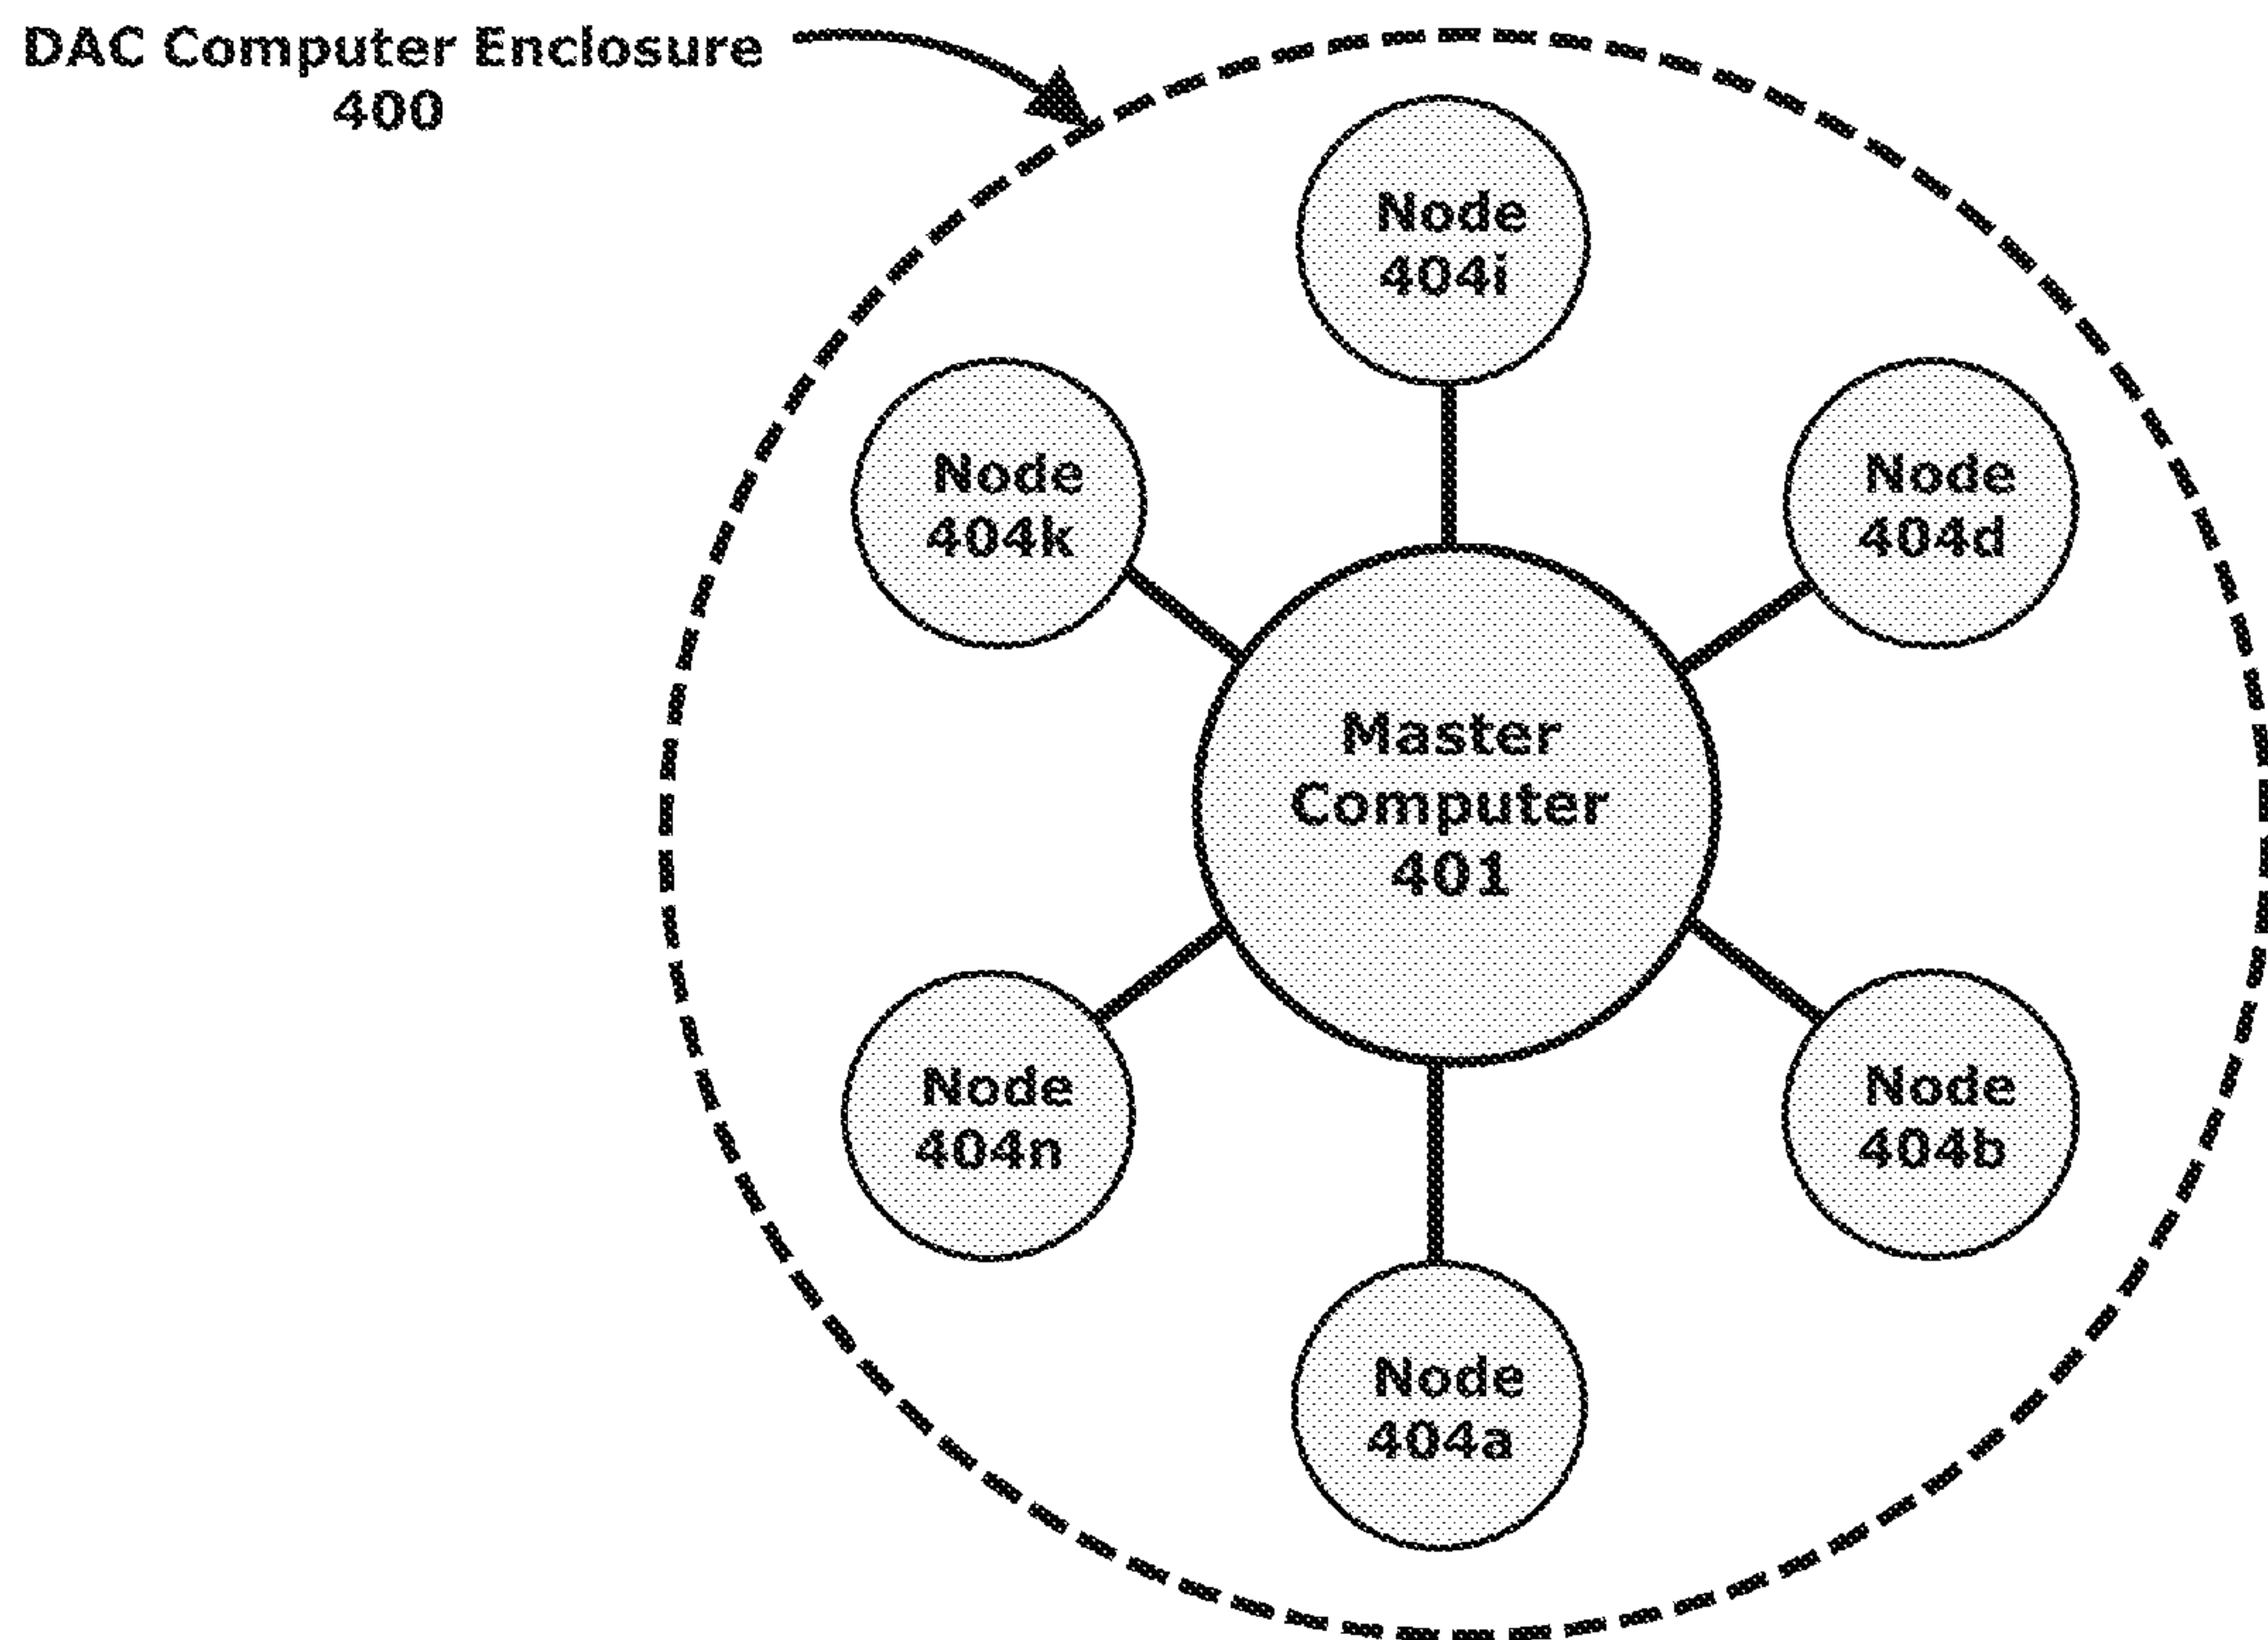 DAC Computer Enclosure
400
Node
404i
Node
404k
Node
404d
Master
Computer
401
Node
404n
Node
404b
Node
404a